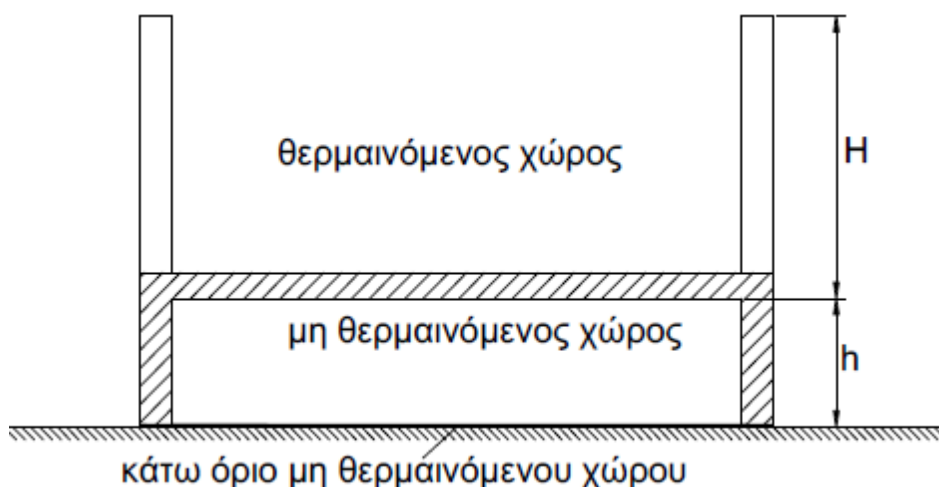 θερμαινόμενος χώρος
H
μη θερμαινόμενος χώρος
h
κάτω όριο μη θερμαινόμενου χώρου